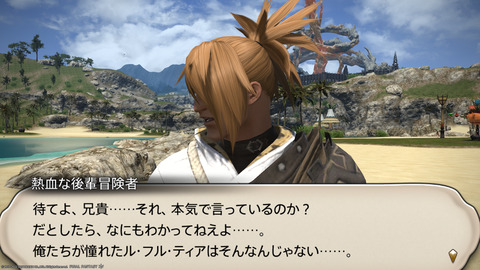 熱血な後輩冒険者
待てよ、兄貴……それ、本気で言っているのか？
だとしたら、なにもわかってねえよ……。
俺たちが憧れたル・フル・ティアはそんなんじゃない……。